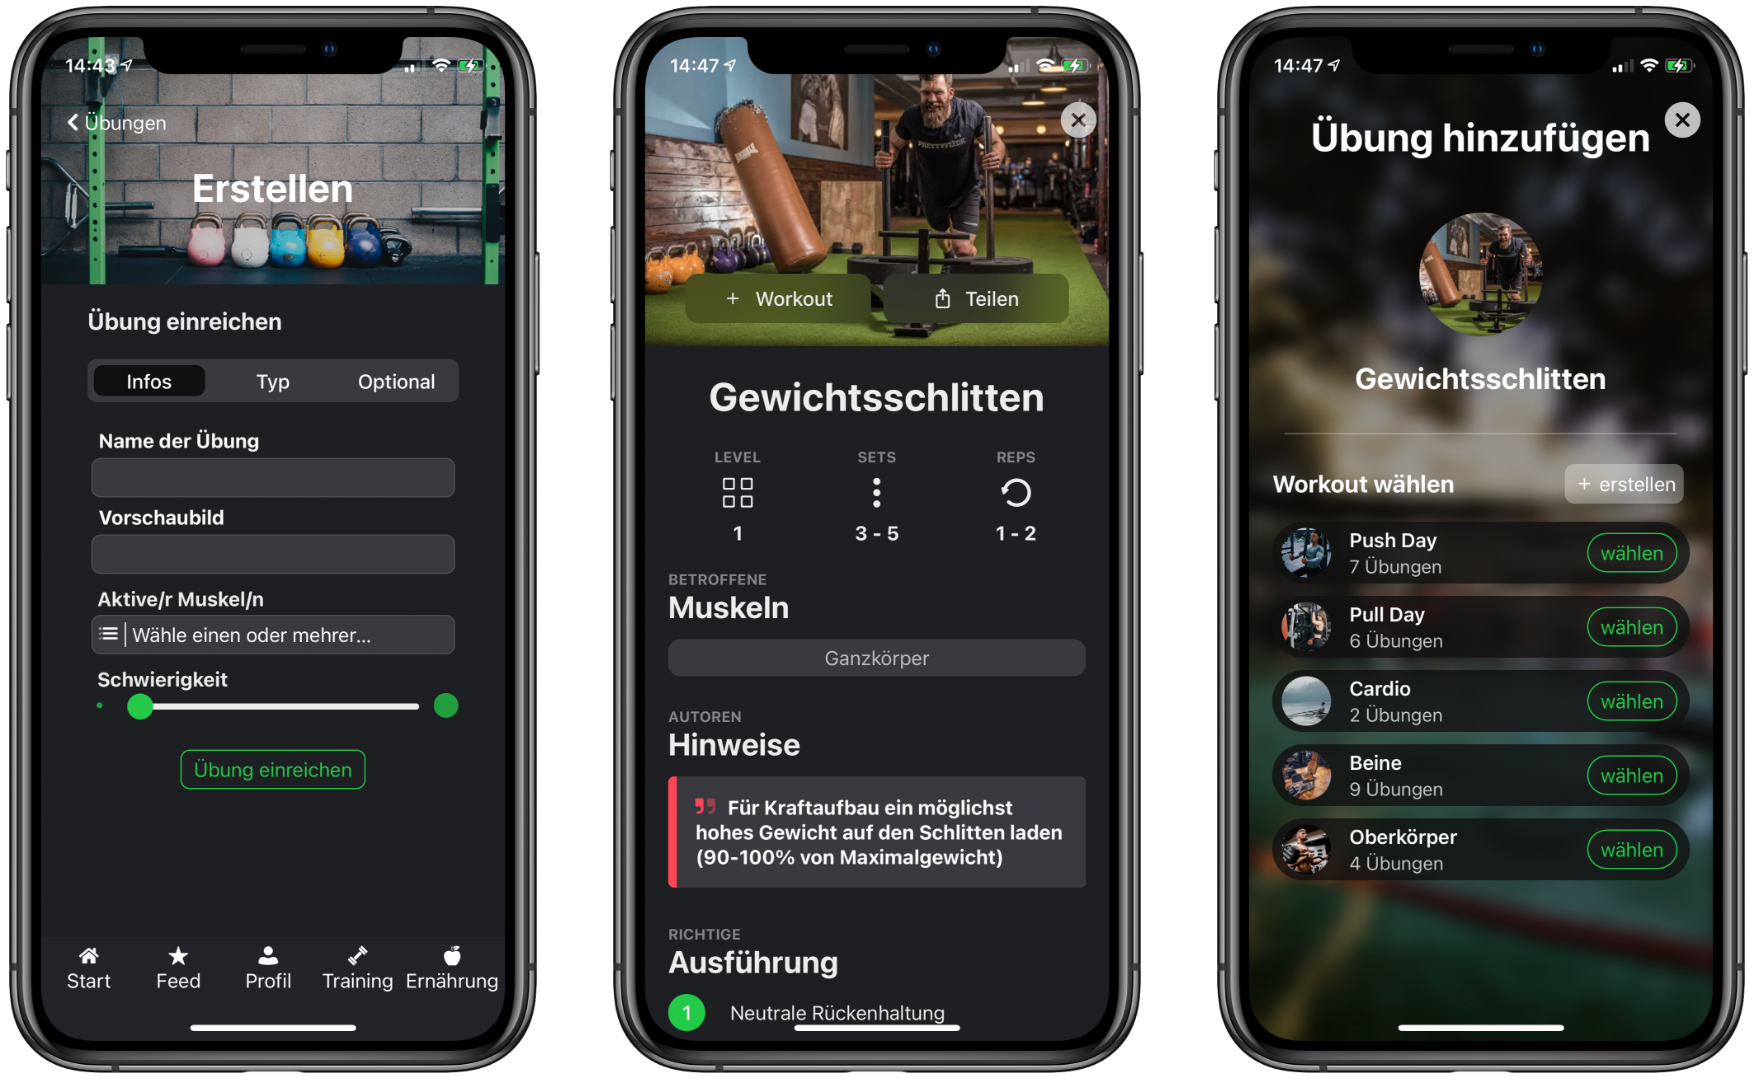 14:43
Übungen
Erstellen
Übung einreichen
Infos
Typ
Optional
Name der Übung
Vorschaubild
Aktive/r Muskel/n
Wähle einen oder mehrer...
Schwierigkeit
Übung einreichen
Start
Feed
Profil
Training
Ernährung
14:47
+ Workout
Teilen
Gewichtsschlitten
LEVEL
SETS
REPS
1
3 - 5
1 - 2
BETROFFENE
Muskeln
Ganzkörper
AUTOREN
Hinweise
Für Kraftaufbau ein möglichst
hohes Gewicht auf den Schlitten laden
(90-100% von Maximalgewicht)
RICHTIGE
Ausführung
1
Neutrale Rückenhaltung
14:47
Übung hinzufügen
Gewichtsschlitten
Workout wählen
+ erstellen
Push Day
7 Übungen
wählen
Pull Day
6 Übungen
wählen
Cardio
2 Übungen
wählen
Beine
9 Übungen
wählen
Oberkörper
4 Übungen
wählen